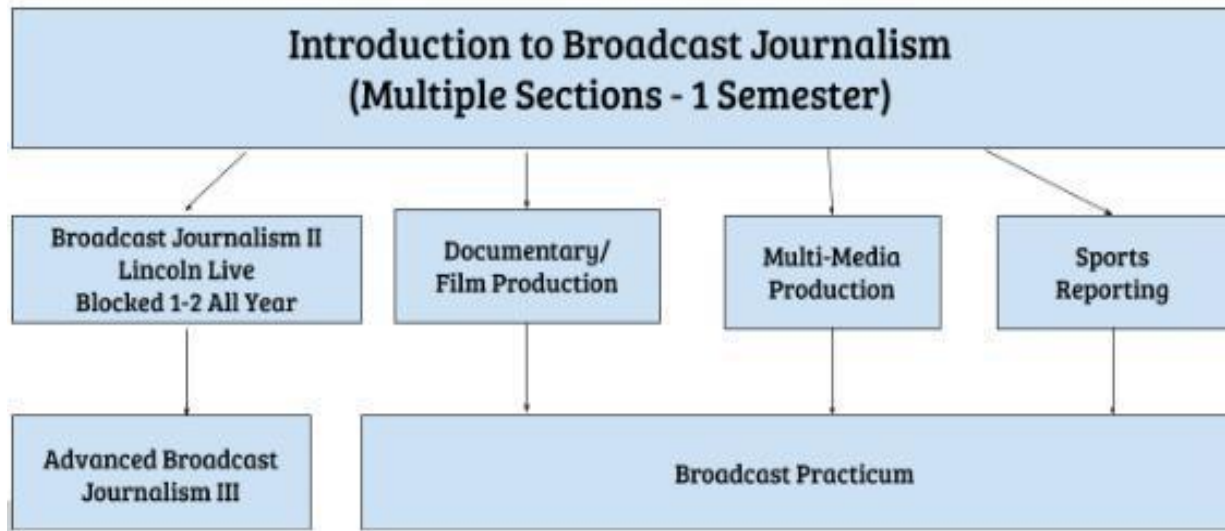 Introduction to Broadcast Journalism
(Multiple Sections - 1 Semester)
Broadcast Journalism II
Lincoln Live
Blocked 1-2 All Year
Documentary/
Film Production
Multi-Media
Production
Sports
Reporting
Advanced Broadcast
Journalism III
Broadcast Practicum